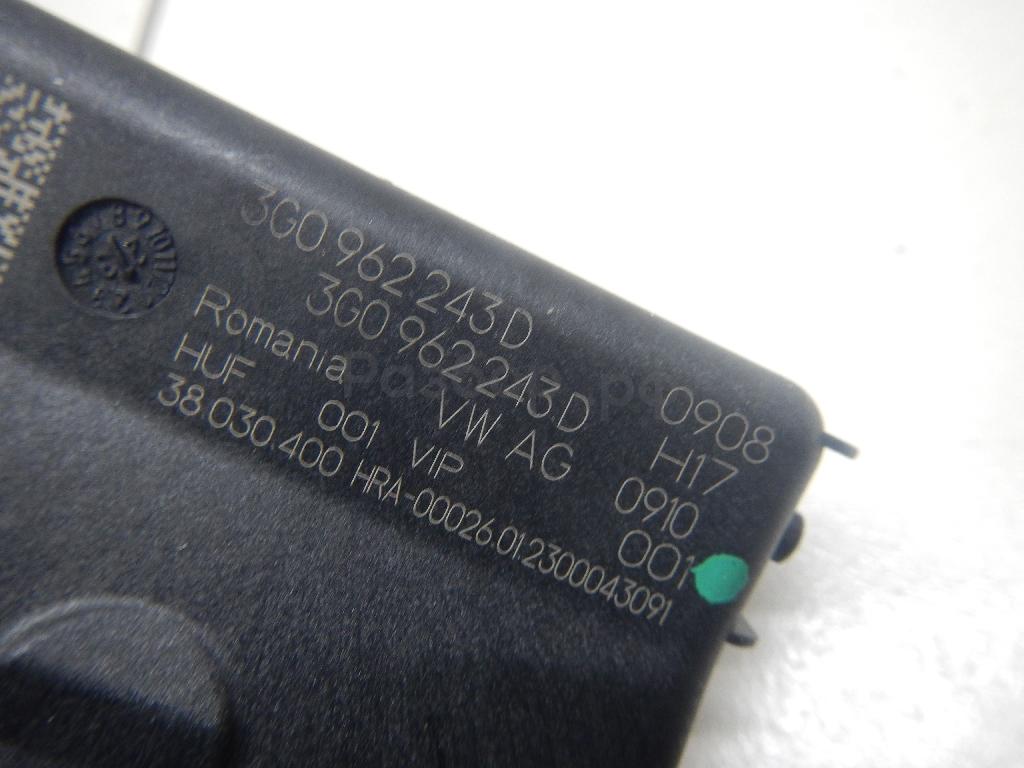 3G0.962 243.D 0908
3G0 962 243.D H17
Romania VW AG 0910
HUF 001 VIP 001
38.030.400 HRA-00026.012300043091